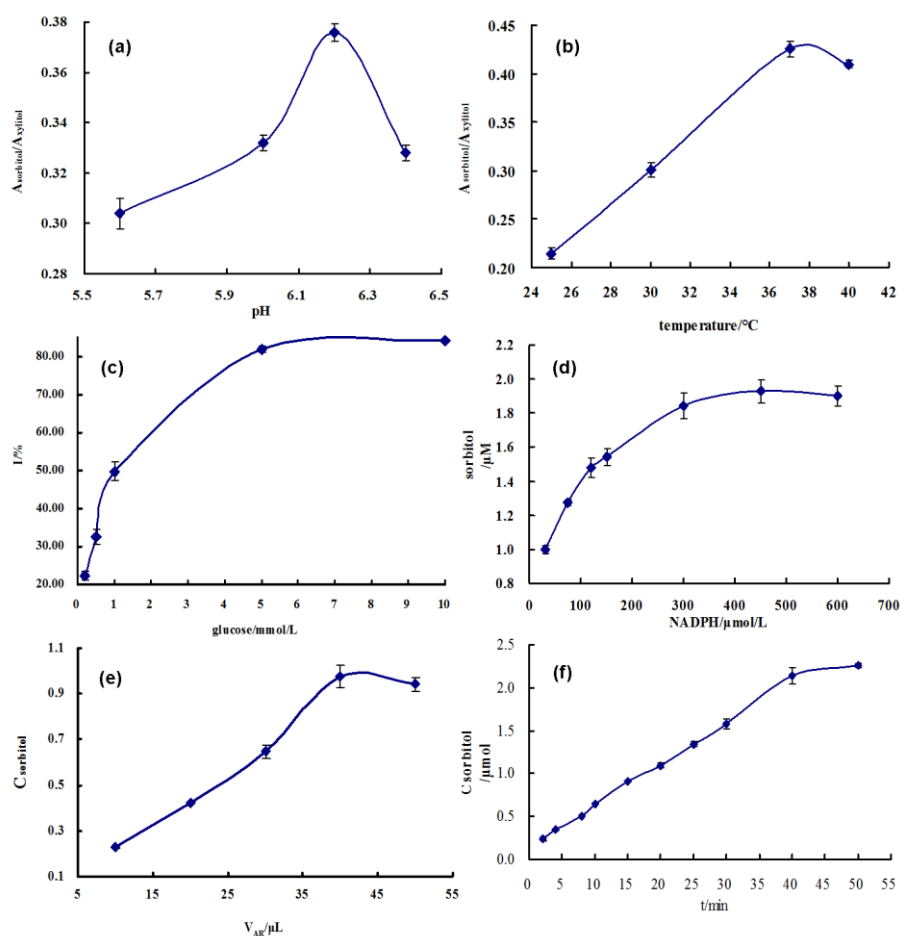 (a)
A sorbitol/A xylitol
0.38
0.36
0.34
0.32
0.30
0.28
5.5 5.7 5.9 6.1 6.3 6.5
pH
(b)
A sorbitol/A xylitol
0.45
0.40
0.35
0.30
0.25
0.20
24 26 28 30 32 34 36 38 40 42
temperature/°C
(c)
I/%
80.00
70.00
60.00
50.00
40.00
30.00
20.00
0 1 2 3 4 5 6 7 8 9 10
glucose/mmol/L
(d)
sorbitol
/μM
2.2
2.0
1.8
1.6
1.4
1.2
1.0
0.8
0 100 200 300 400 500 600 700
NADPH/μmol/L
(e)
C sorbitol
1.1
0.9
0.7
0.5
0.3
0.1
5 15 25 35 45 55
V AR/μL
(f)
C sorbitol
/μmol
2.5
2.0
1.5
1.0
0.5
0.0
0 5 10 15 20 25 30 35 40 45 50 55
t/min